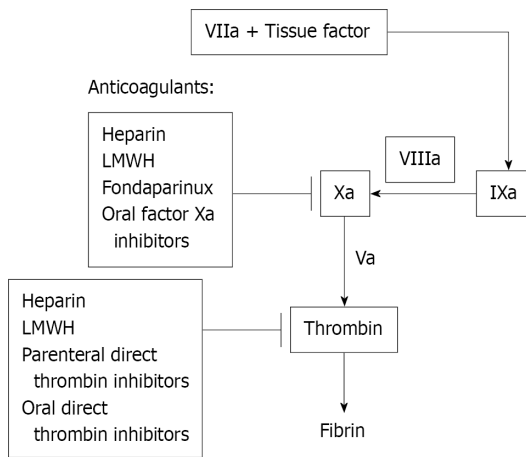 VIIa + Tissue factor
Anticoagulants:
Heparin
LMWH
Fondaparinux
Oral factor Xa
inhibitors
VIIIa
Xa
IXa
Va
Heparin
LMWH
Parenteral direct
thrombin inhibitors
Oral direct
thrombin inhibitors
Thrombin
Fibrin